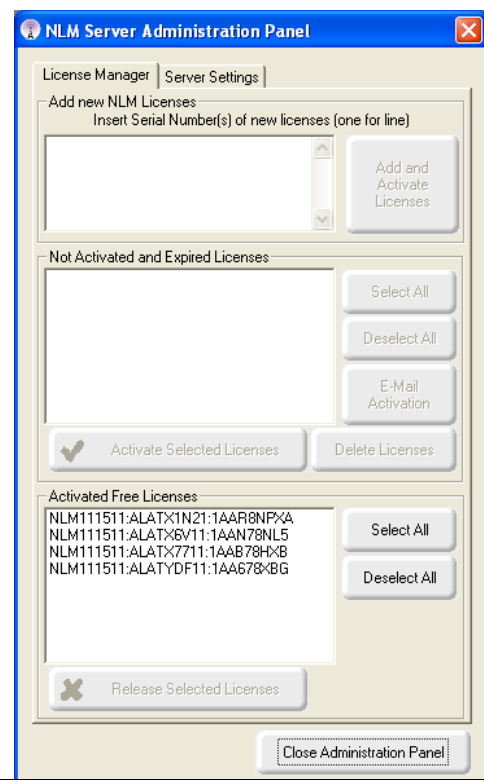 NLM Server Administration Panel
License Manager
Server Settings
Add new NLM Licenses
Insert Serial Number(s) of new licenses (one for line)
Add and
Activate
Licenses
Not Activated and Expired Licenses
Select All
Deselect All
E-Mail
Activation
Activate Selected Licenses
Delete Licenses
Activated Free Licenses
NLM111511:ALATX1N21:1AAR8NPXA
NLM111511:ALATX6V11:1AAN78NL5
NLM111511:ALATX7711:1AAB78HXB
NLM111511:ALATYDF11:1AA678XBG
Select All
Deselect All
Release Selected Licenses
Close Administration Panel